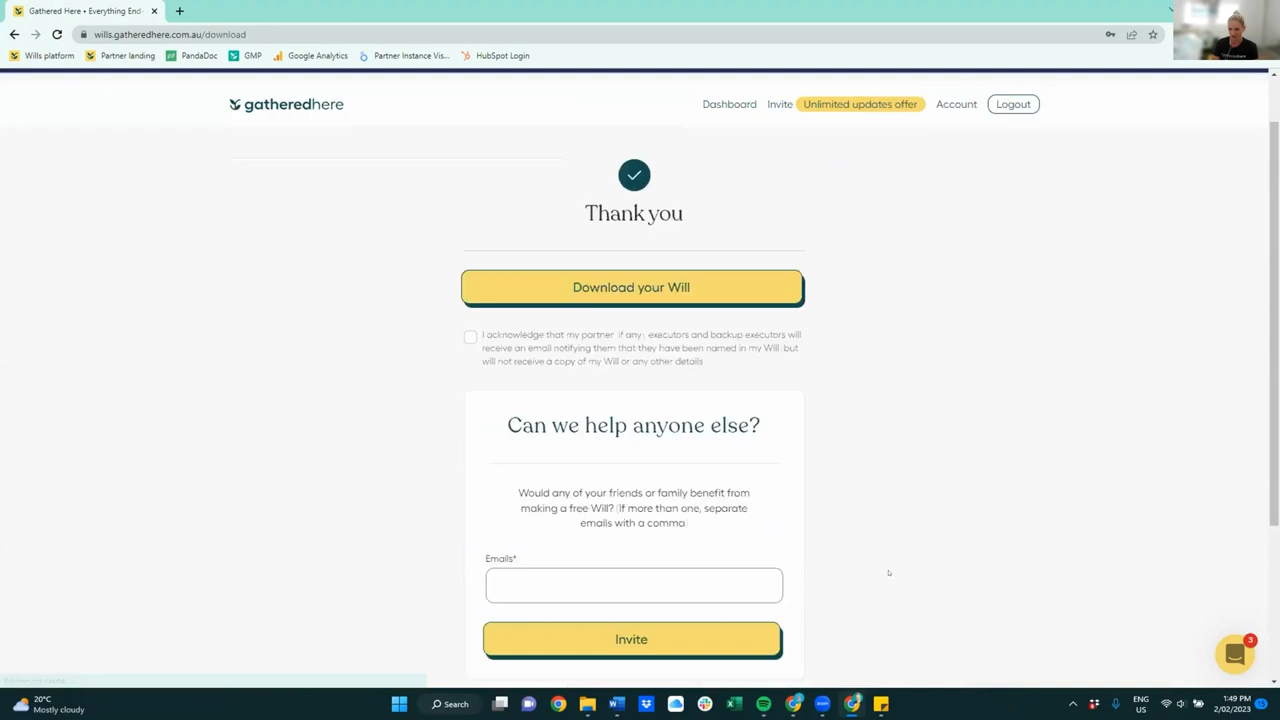 Gathered Here • Everything End-
wills.gatheredhere.com.au/download
Wills platform
Partner landing
PandaDoc
GMP
Google Analytics
Partner Instance Vis...
HubSpot Login
gatheredhere
Dashboard
Invite
Unlimited updates offer
Account
Logout
Thank you
Download your Will
I acknowledge that my partner if any executors and backup executors will
receive an email notifying them that they have been named in my Will but
will not receive a copy of my Will or any other details
Can we help anyone else?
Would any of your friends or family benefit from
making a free Will? (If more than one, separate
emails with a comma
Emails*
Invite
3
20°C
Mostly cloudy
Search
ENG
US
1:49 PM
2/02/2023